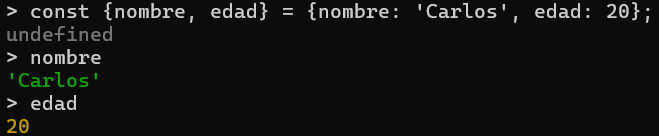 > const {nombre, edad} = {nombre: 'Carlos', edad: 20};
undefined
> nombre
'Carlos'
> edad
20